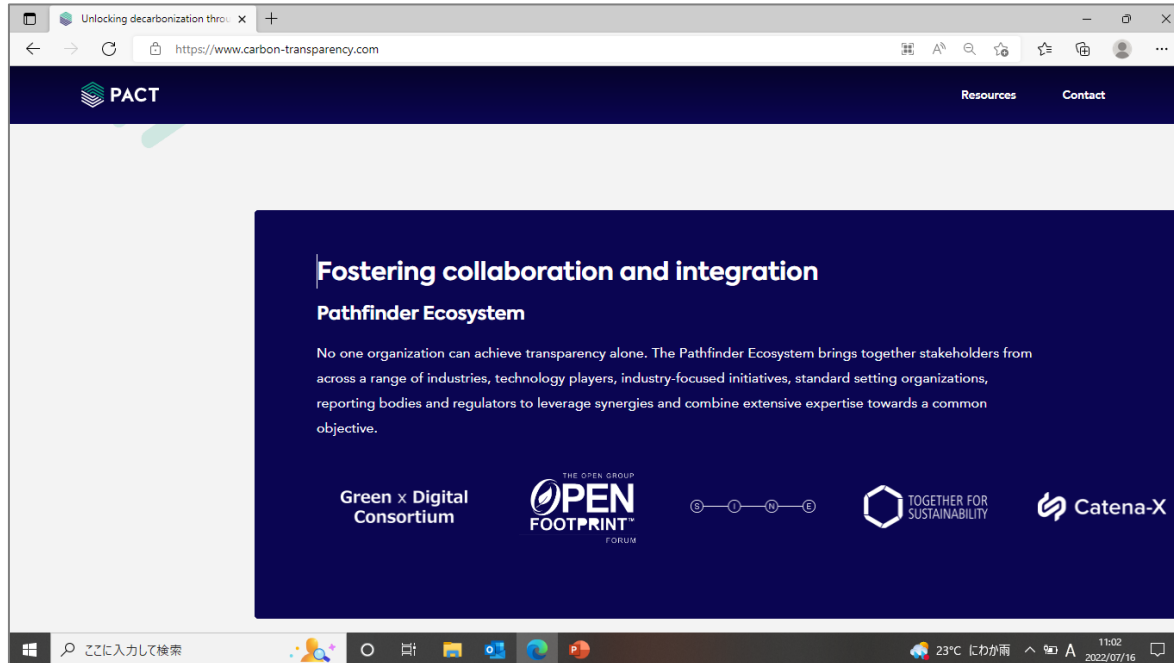 Unlocking decarbonization throu
https://www.carbon-transparency.com
PACT
Resources
Contact
Fostering collaboration and integration
Pathfinder Ecosystem
No one organization can achieve transparency alone. The Pathfinder Ecosystem brings together stakeholders from
across a range of industries, technology players, industry-focused initiatives, standard setting organizations,
reporting bodies and regulators to leverage synergies and combine extensive expertise towards a common
objective.
Green x Digital
Consortium
THE OPEN GROUP
OPEN
FOOTPRINT™
FORUM
S I N E
TOGETHER FOR
SUSTAINABILITY
Catena-X
ここに入力して検索
23°C にわか雨
A
11:02
2022/07/16